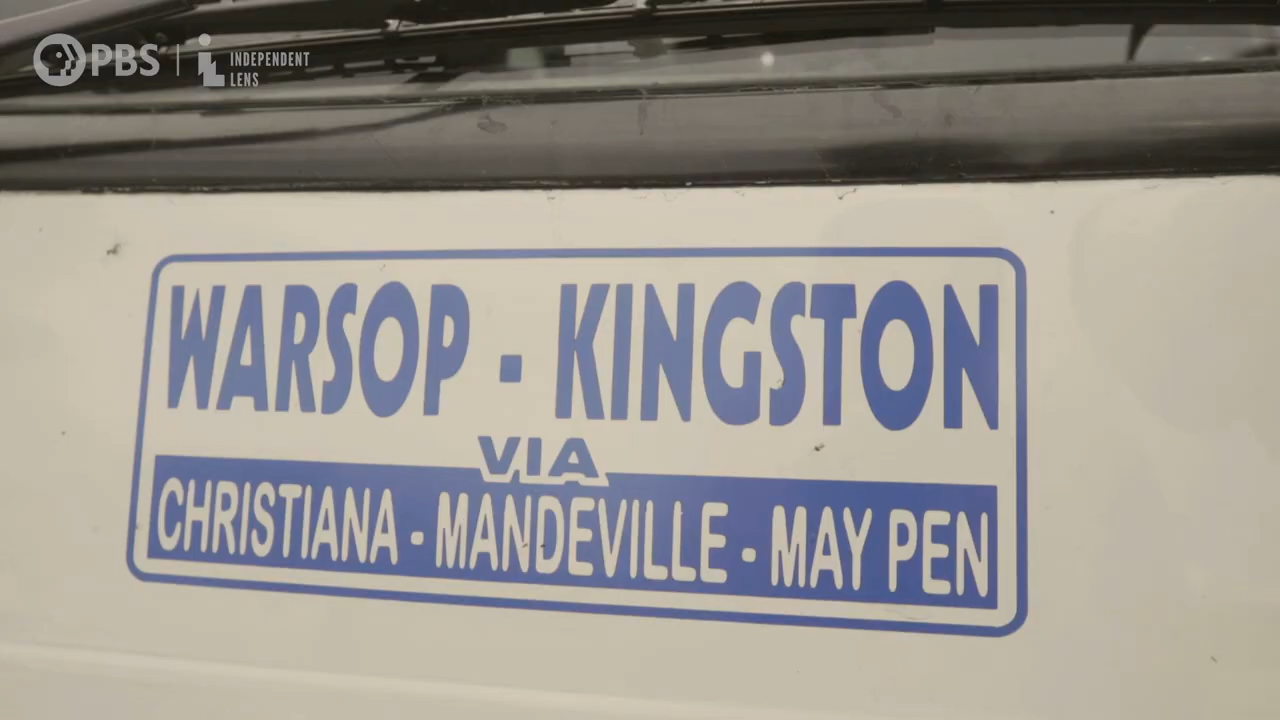 PBS
INDEPENDENT
LENS
WARSOP - KINGSTON
VIA
CHRISTIANA - MANDEVILLE - MAY PEN